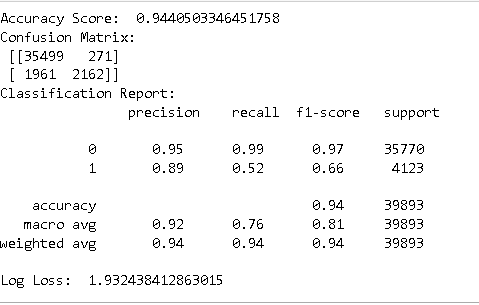 Accuracy Score:  0.9440503346451758
Confusion Matrix:
 [[35499   271]
 [ 1961  2162]]
Classification Report:
              precision    recall  f1-score   support

           0       0.95      0.99      0.97     35770
           1       0.89      0.52      0.66      4123

    accuracy                           0.94     39893
   macro avg       0.92      0.76      0.81     39893
weighted avg       0.94      0.94      0.94     39893

Log Loss:  1.932438412863015